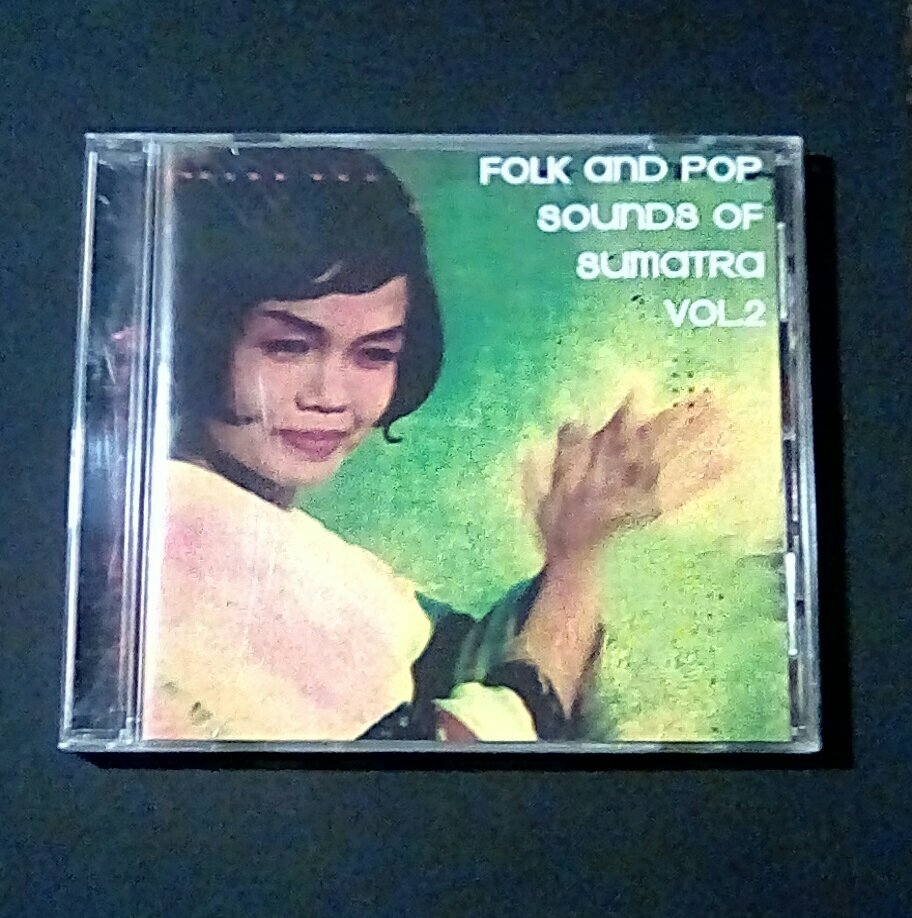 FOLK anD POP
SOUnDS OF
SUmaTRa
VOL.2